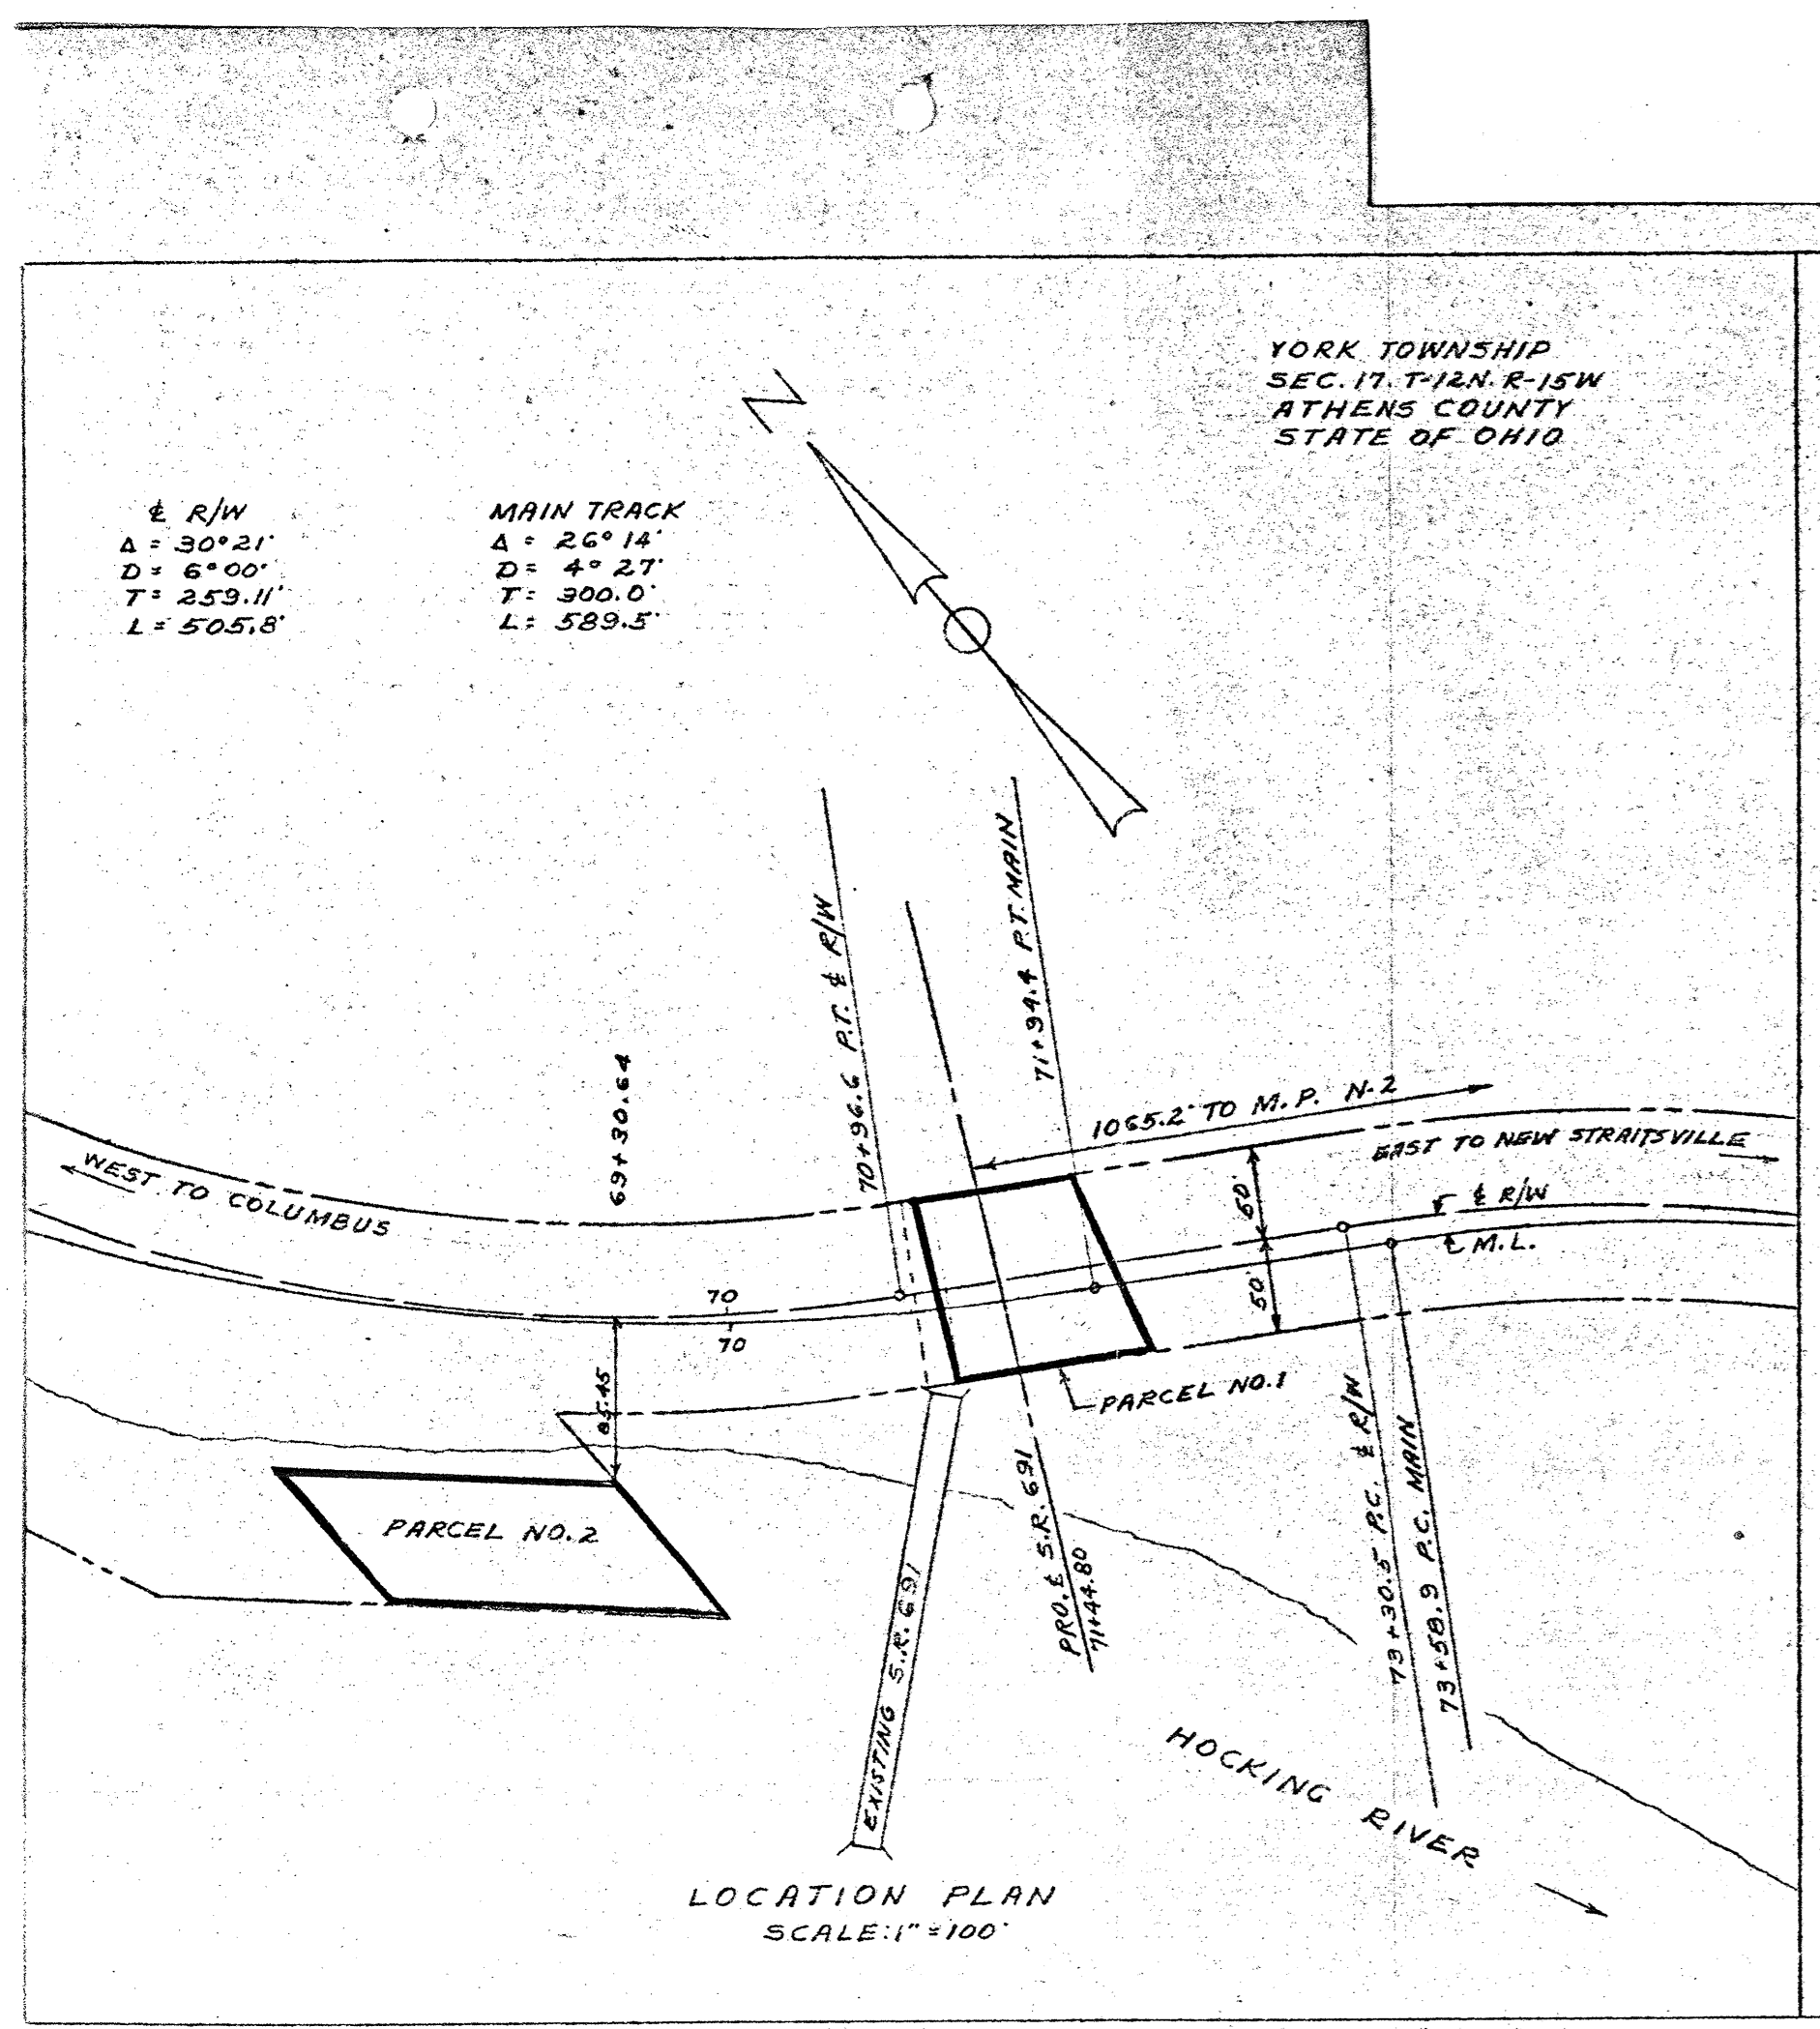 YORK TOWNSHIP
SEC. 17. T-12N. R-15W
ATHENS COUNTY
STATE OF OHIO
N
℄ R/W
Δ = 30°21'
D = 6°00'
T = 259.11'
L = 505.8'
MAIN TRACK
Δ = 26°14'
D = 4°27'
T = 300.0'
L = 589.5'
69+30.64
70+96.6 P.T. ℄ R/W
71+94.4 P.T. MAIN
1065.2' TO M.P. N-2
EAST TO NEW STRAITSVILLE
WEST TO COLUMBUS
℄ R/W
℄ M.L.
50'
50'
70
70
85.45
PARCEL NO.1
PARCEL NO.2
EXISTING S.R. 691
PRO. ℄ S.R. 691
71+44.80
73+30.5 P.C. ℄ R/W
73+58.9 P.C. MAIN
HOCKING RIVER
LOCATION PLAN
SCALE: 1" = 100'